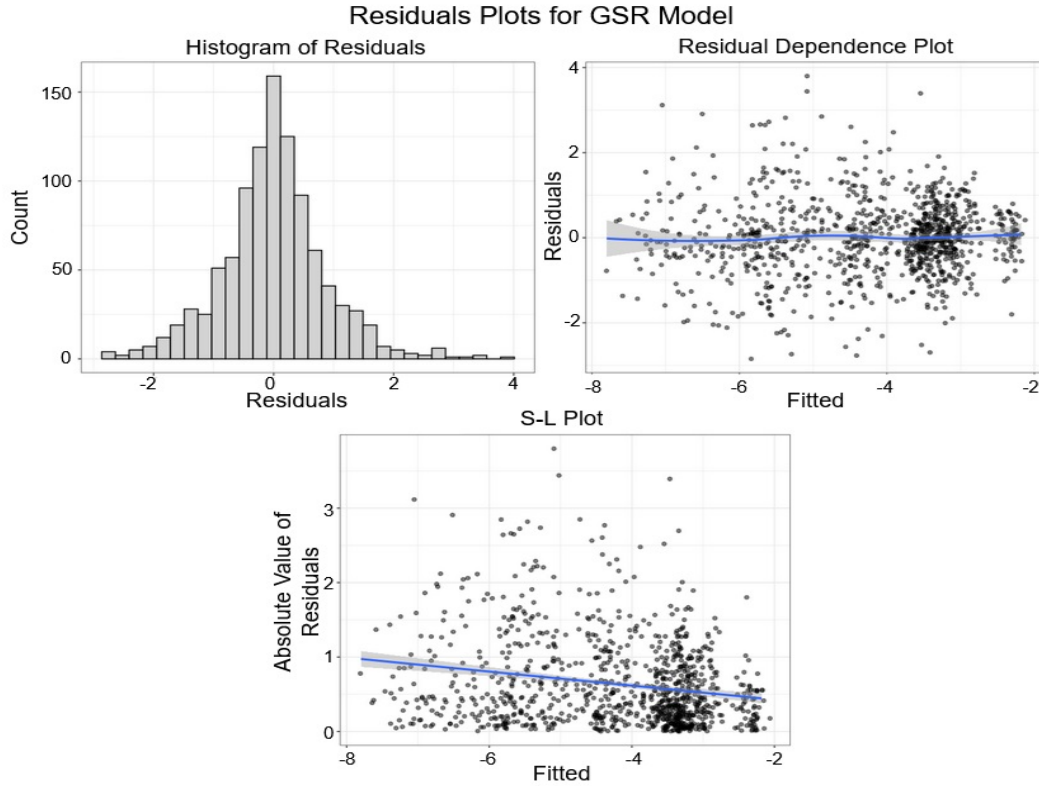 Residuals Plots for GSR Model
Histogram of Residuals
Count
150
100
50
0
-2
0
2
4
Residuals
Residual Dependence Plot
Residuals
4
2
0
-2
-8
-6
-4
-2
Fitted
S-L Plot
Absolute Value of
Residuals
3
2
1
0
-8
-6
-4
-2
Fitted